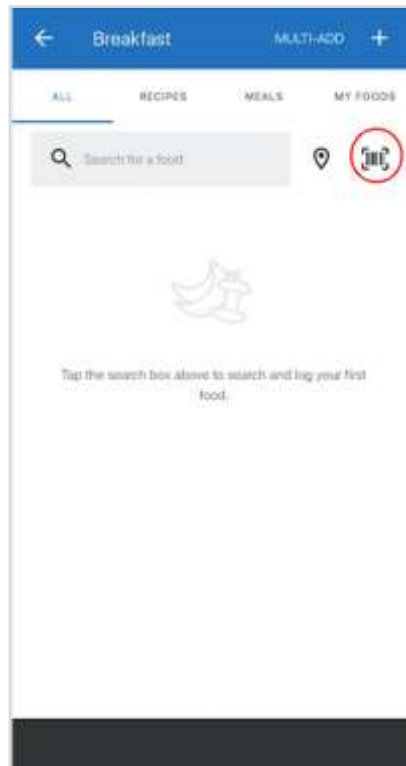 Breakfast MULTI-ADD +
ALL RECIPES MEALS MY FOODS
Search for a food
Tap the search box above to search and log your first
food.